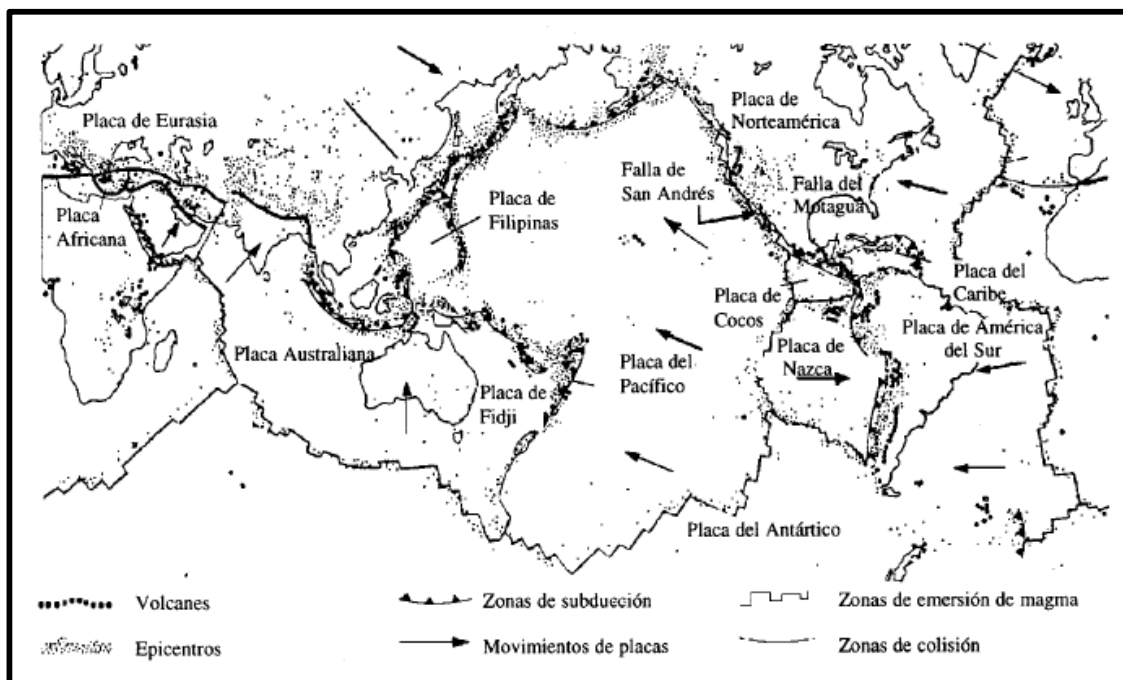 Placa de Eurasia
Placa
Africana
Placa de
Filipinas
Placa Australiana
Placa de
Fidji
Placa del
Pacífico
Placa de
Norteamérica
Falla de
San Andrés
Falla del
Motagua
Placa de
Cocos
Placa de
Nazca
Placa del
Caribe
Placa de América
del Sur
Placa del Antártico
Volcanes
Zonas de subducción
Zonas de emersión de magma
Epicentros
Movimientos de placas
Zonas de colisión